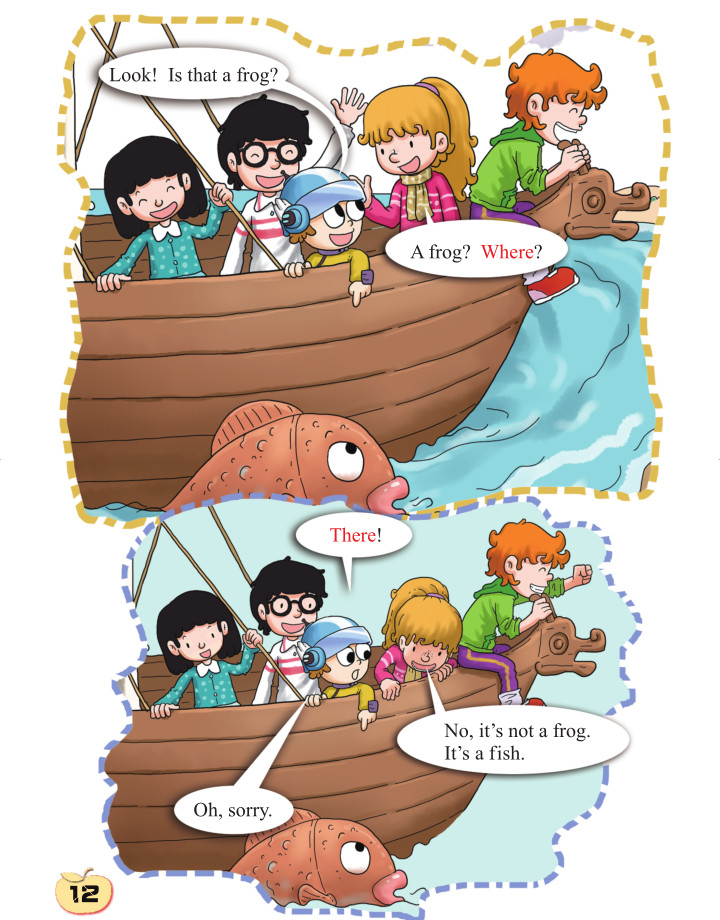 Look! Is that a frog?
A frog? Where?
There!
No, it's not a frog.
It's a fish.
Oh, sorry.
12